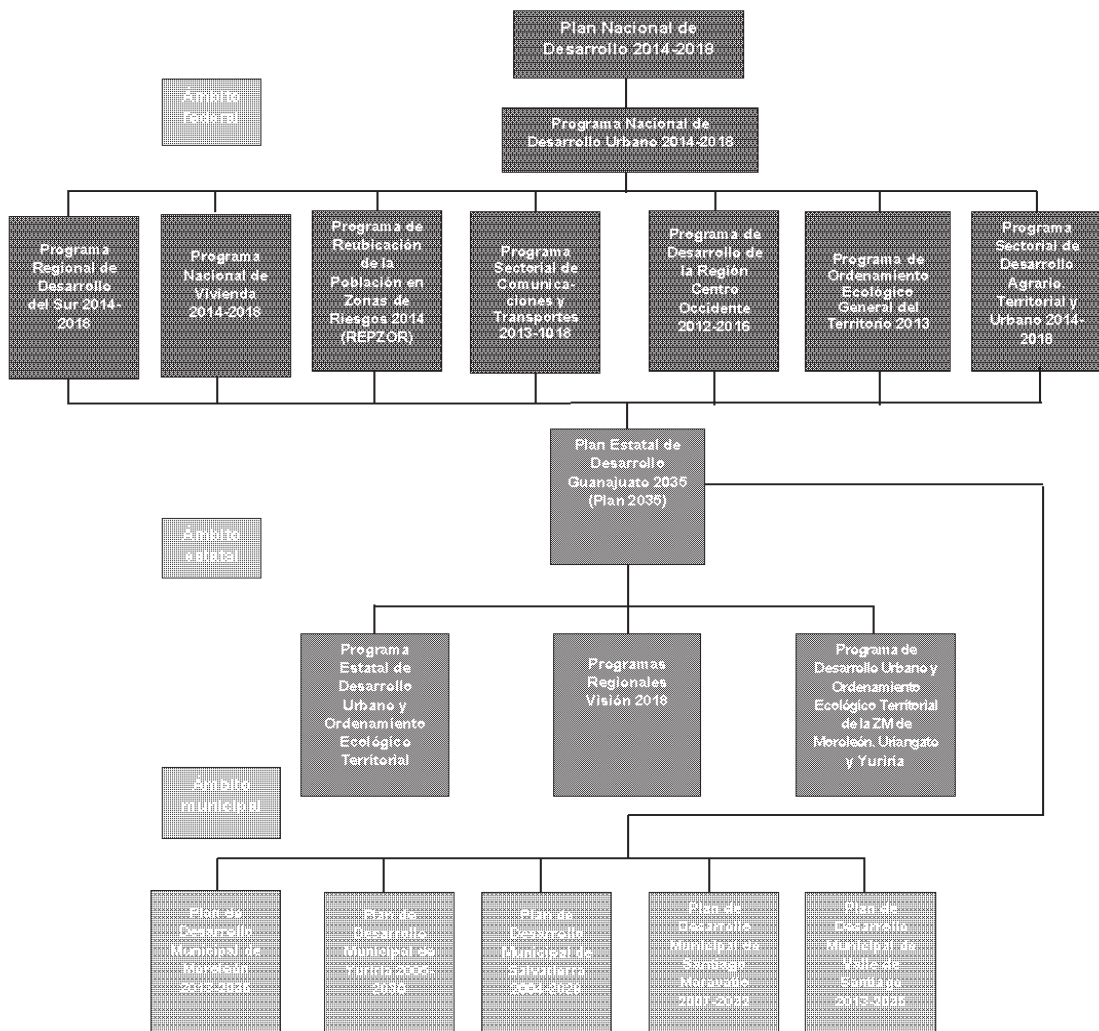 Plan Nacional de
Desarrollo 2014-2018
Ámbito
federal
Programa Nacional de
Desarrollo Urbano 2014-2018
Programa
Regional de
Desarrollo
del Sur 2014-
2018
Programa
Nacional de
Vivienda
2014-2018
Programa de
Reubicación
de la
Población en
Zonas de
Riesgos 2014
(REPZOR)
Programa
Sectorial de
Comunica-
ciones y
Transportes
2013-1018
Programa de
Desarrollo de
la Región
Centro
Occidente
2012-2016
Programa de
Ordenamiento
Ecológico
General del
Territorio 2013
Programa
Sectorial de
Desarrollo
Agrario,
Territorial y
Urbano 2014-
2018
Plan Estatal de
Desarrollo
Guanajuato 2035
(Plan 2035)
Ámbito
estatal
Programa
Estatal de
Desarrollo
Urbano y
Ordenamiento
Ecológico
Territorial
Programas
Regionales
Visión 2018
Programa de
Desarrollo Urbano y
Ordenamiento
Ecológico Territorial
de la ZM de
Moroleón, Uriangato
y Yuriria
Ámbito
municipal
Plan de
Desarrollo
Municipal de
Moroleón
Plan de
Desarrollo
Municipal de
Yuriria
Plan de
Desarrollo
Municipal de
Salvatierra
Plan de
Desarrollo
Municipal de
Santiago
Maravatío
2007-2032
Plan de
Desarrollo
Municipal de
Valle de
Santiago
2013-2035